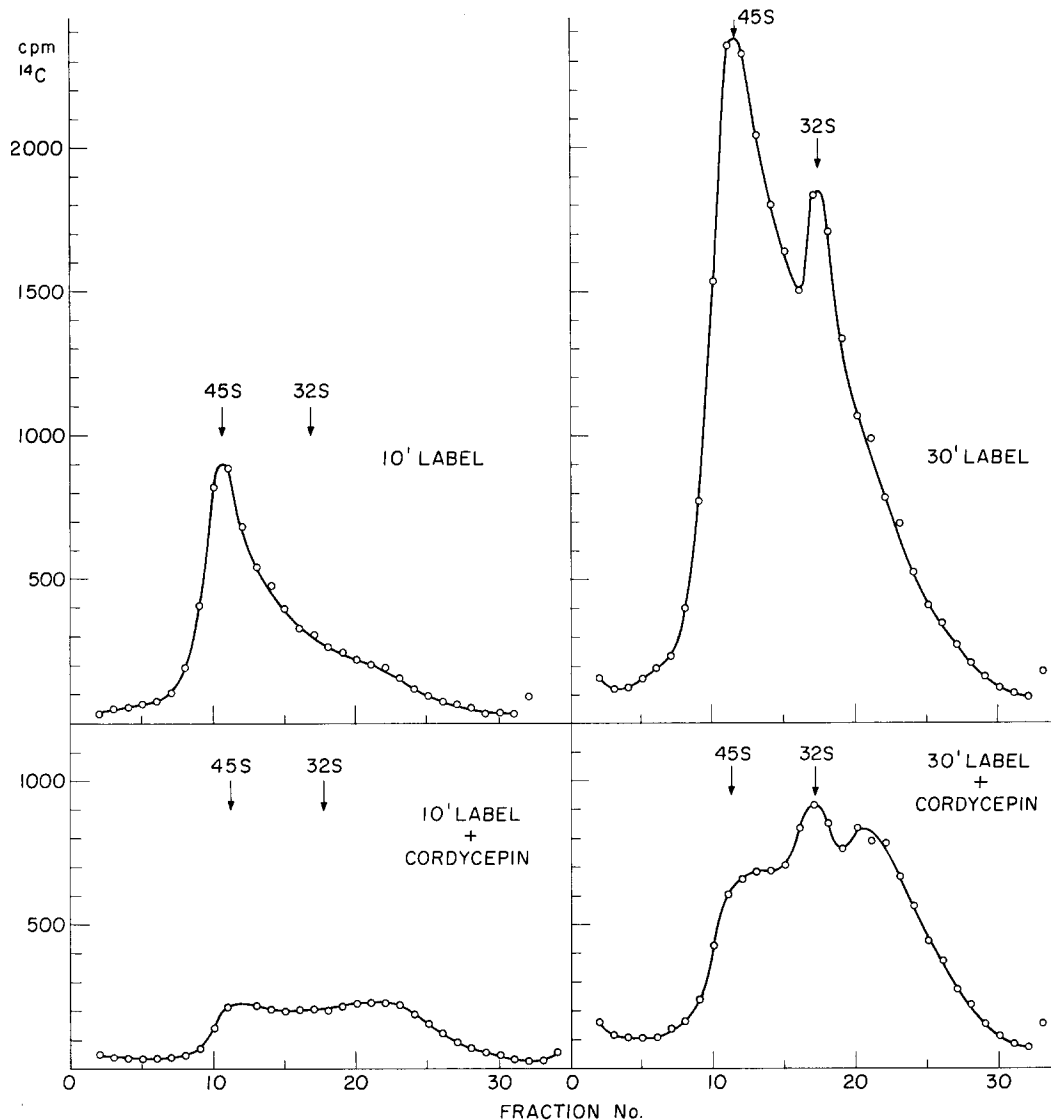 cpm
14C
2000
1500
1000
500
45S
32S
10' LABEL
45S
32S
30' LABEL
1000
500
0
10
20
30
45S
32S
10' LABEL
+
CORDYCEPIN
0
10
20
30
45S
32S
30' LABEL
+
CORDYCEPIN
FRACTION No.